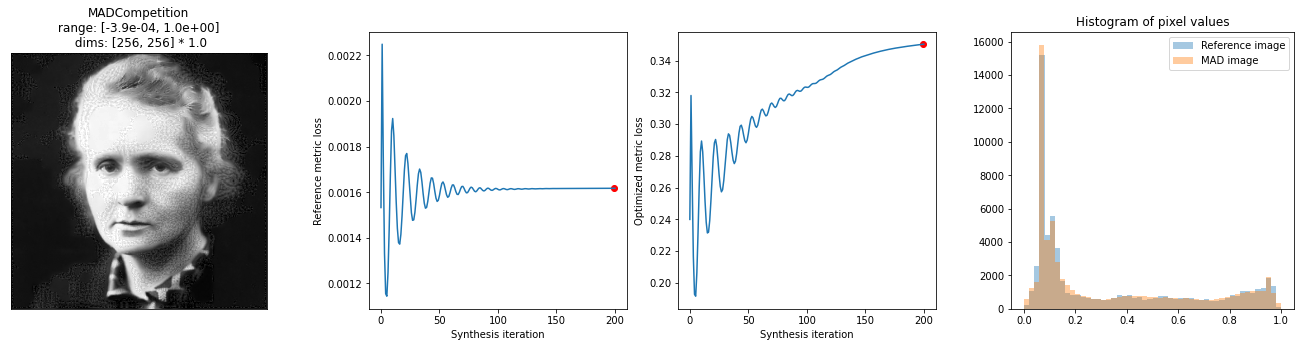 MADCompetition
range: [-3.9e-04, 1.0e+00]
dims: [256, 256] * 1.0
Reference metric loss
0.0022
0.0020
0.0018
0.0016
0.0014
0.0012
0 50 100 150 200
Synthesis iteration
Optimized metric loss
0.34
0.32
0.30
0.28
0.26
0.24
0.22
0.20
0 50 100 150 200
Synthesis iteration
Histogram of pixel values
Reference image
MAD image
16000
14000
12000
10000
8000
6000
4000
2000
0
0.0 0.2 0.4 0.6 0.8 1.0